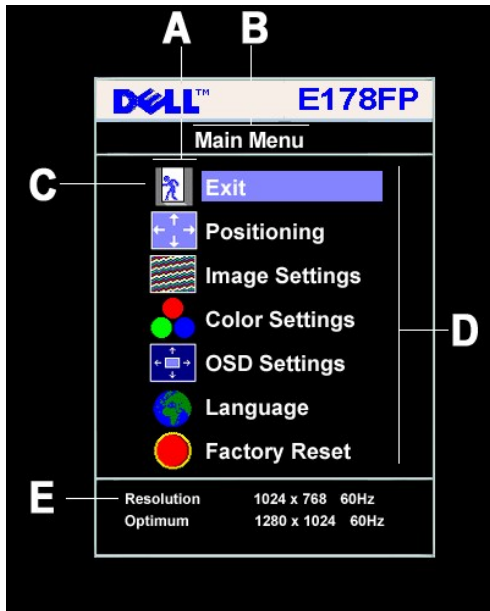 A
B
DELL™ E178FP
Main Menu
C
Exit
Positioning
Image Settings
Color Settings
D
OSD Settings
Language
Factory Reset
E
Resolution 1024 x 768 60Hz
Optimum 1280 x 1024 60Hz